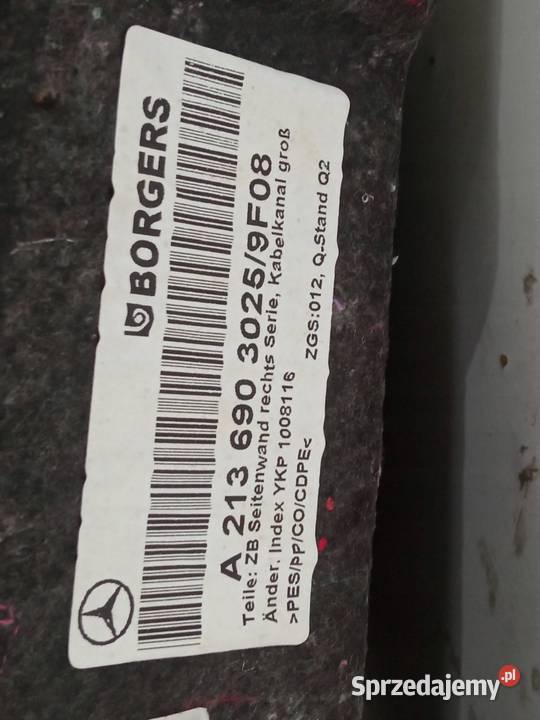 BORGERS
A 213 690 3025/9F08
Teile: ZB Seitenwand rechts Serie, Kabelkanal groß
Änder. Index YKP 1008116
ZGS:012, Q-Stand Q2
>PES/PP/CO/CDPE<
Sprzedajemy.pl